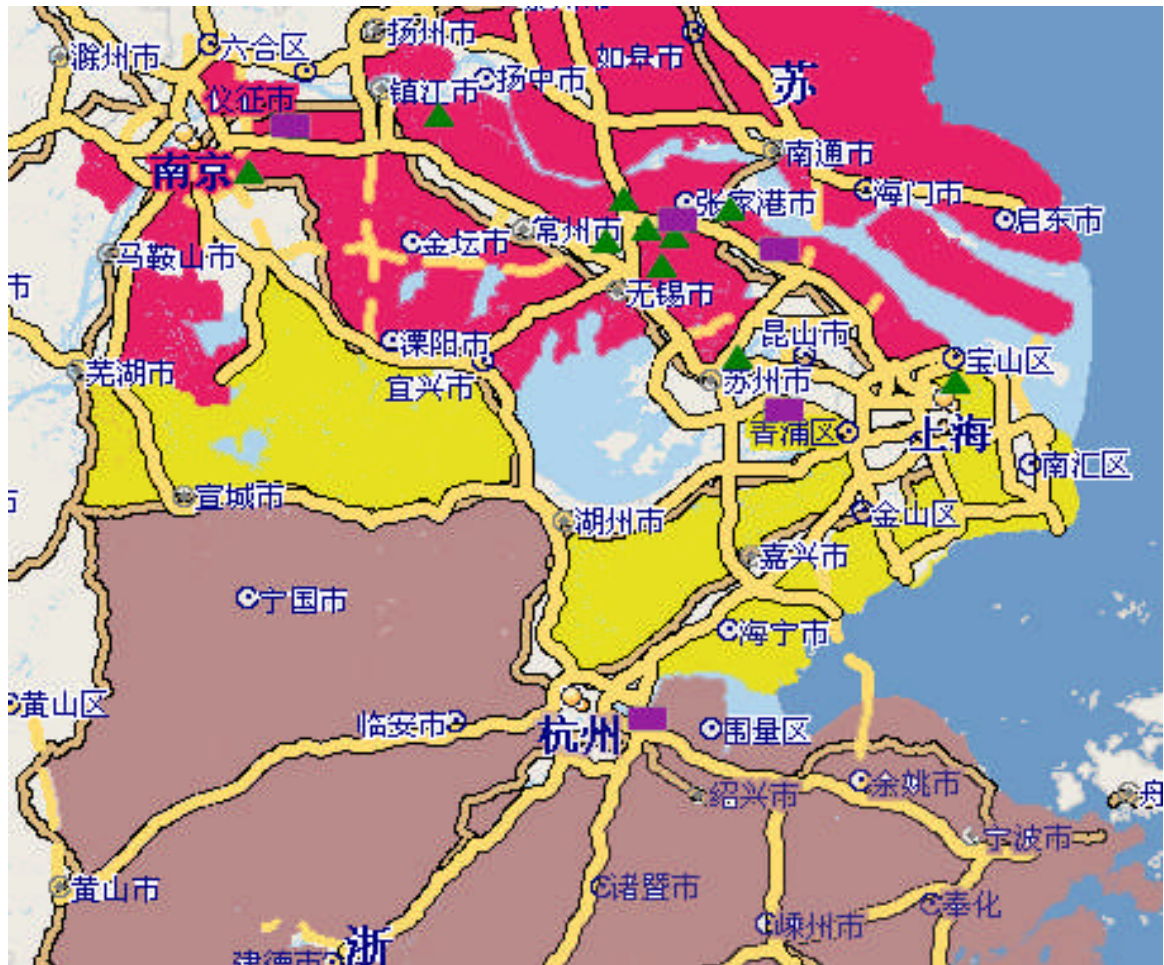 扬州市
六合区
滁州市
如皋市
扬中市
镇江市
苏
仪征市
南通市
南京
张家港市
海门市
启东市
常州市
金坛市
马鞍山市
市
无锡市
昆山市
溧阳市
宝山区
芜湖市
苏州市
宜兴市
青浦区
上海
南汇区
宣城市
金山区
湖州市
嘉兴市
宁国市
海宁市
黄山区
临安市
杭州
围量区
余姚市
绍兴市
舟
宁波市
黄山市
诸暨市
奉化
嵊州市
浙
建德市